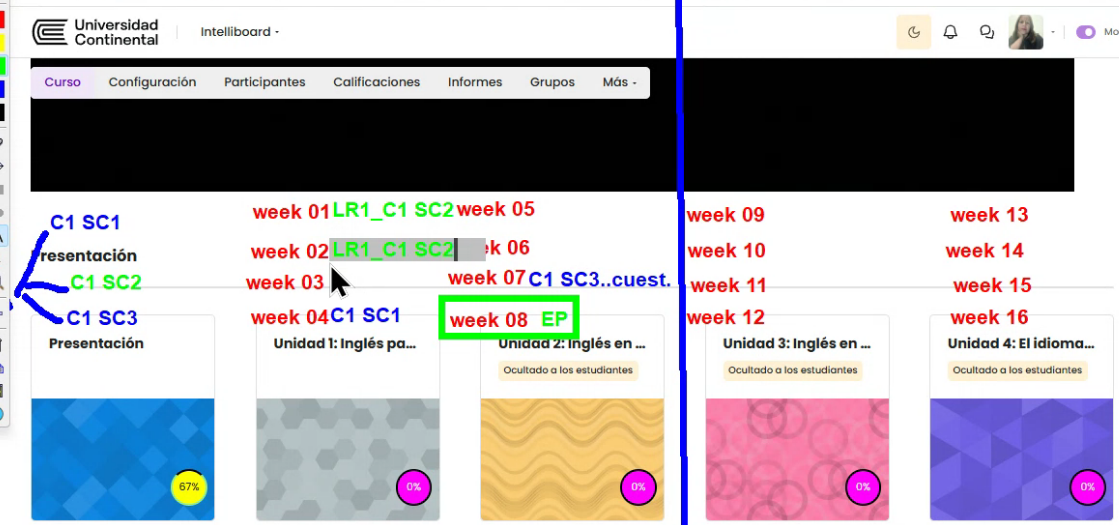 Universidad
Continental
Intelliboard
Mo
Curso Configuración Participantes Calificaciones Informes Grupos Más
C1 SC1
week 01 LR1_C1 SC2 week 05 week 09 week 13
resentación
week 02 LR1_C1 SC2 k 06 week 10 week 14
C1 SC2
week 03 week 07 C1 SC3..cuest. week 11 week 15
C1 SC3
week 04 C1 SC1 week 08 EP week 12 week 16
Presentación
Unidad 1: Inglés pa...
Unidad 2: Inglés en ...
Ocultado a los estudiantes
Unidad 3: Inglés en ...
Ocultado a los estudiantes
Unidad 4: El idioma...
Ocultado a los estudiantes
67% 0% 0% 0% 0%